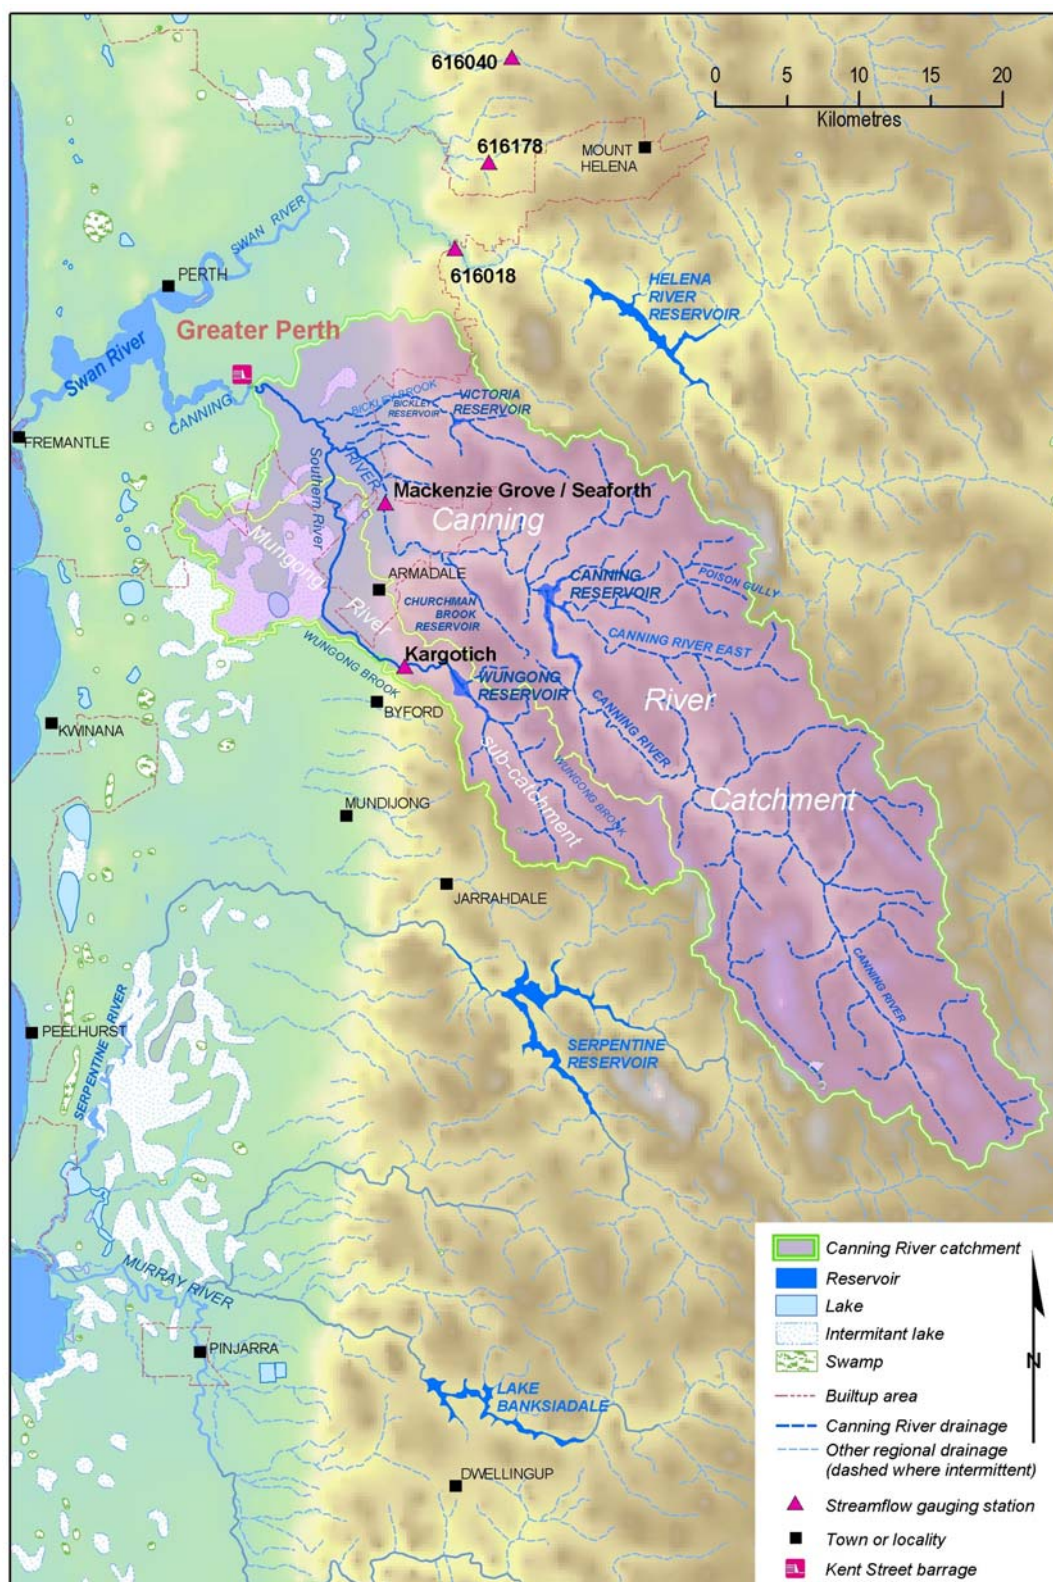 616040
0 5 10 15 20
Kilometres
616178
MOUNT
HELENA
SWAN RIVER
616018
PERTH
HELENA
RIVER
RESERVOIR
Greater Perth
Swan River
CANNING
RIVER
BICKLEY BROOK
BICKLEY
RESERVOIR
VICTORIA
RESERVOIR
FREMANTLE
Southern River
Mackenzie Grove / Seaforth
Canning
Mungong
River
ARMADALE
CANNING
RESERVOIR
POISON GULLY
CHURCHMAN
BROOK
RESERVOIR
CANNING RIVER EAST
Kargotich
WUNGONG BROOK
WUNGONG
RESERVOIR
BYFORD
River
KWINANA
CANNING RIVER
sub-catchment
WUNGONG BROOK
Catchment
MUNDIJONG
JARRAHDALE
CANNING RIVER
SERPENTINE RIVER
PEELHURST
SERPENTINE
RESERVOIR
MURRAY RIVER
PINJARRA
LAKE
BANKSIADALE
DWELLINGUP
Canning River catchment
Reservoir
Lake
Intermitant lake
Swamp
N
Builtup area
Canning River drainage
Other regional drainage
(dashed where intermittent)
Streamflow gauging station
Town or locality
Kent Street barrage